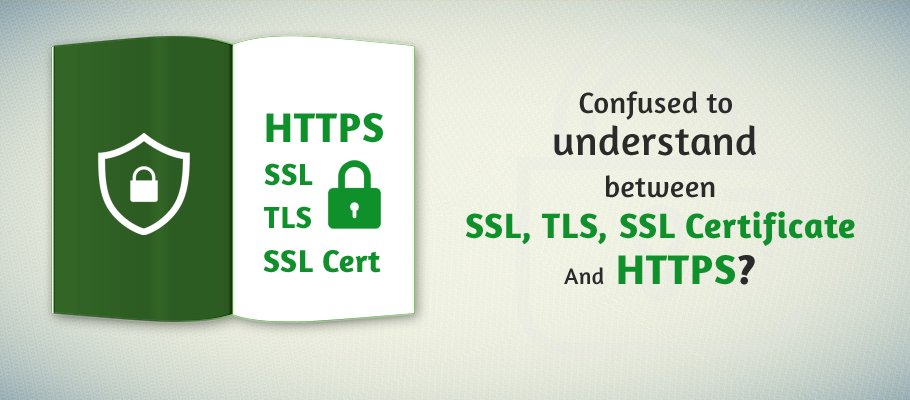 HTTPS
SSL
TLS
SSL Cert
Confused to
understand
between
SSL, TLS, SSL Certificate
And HTTPS?